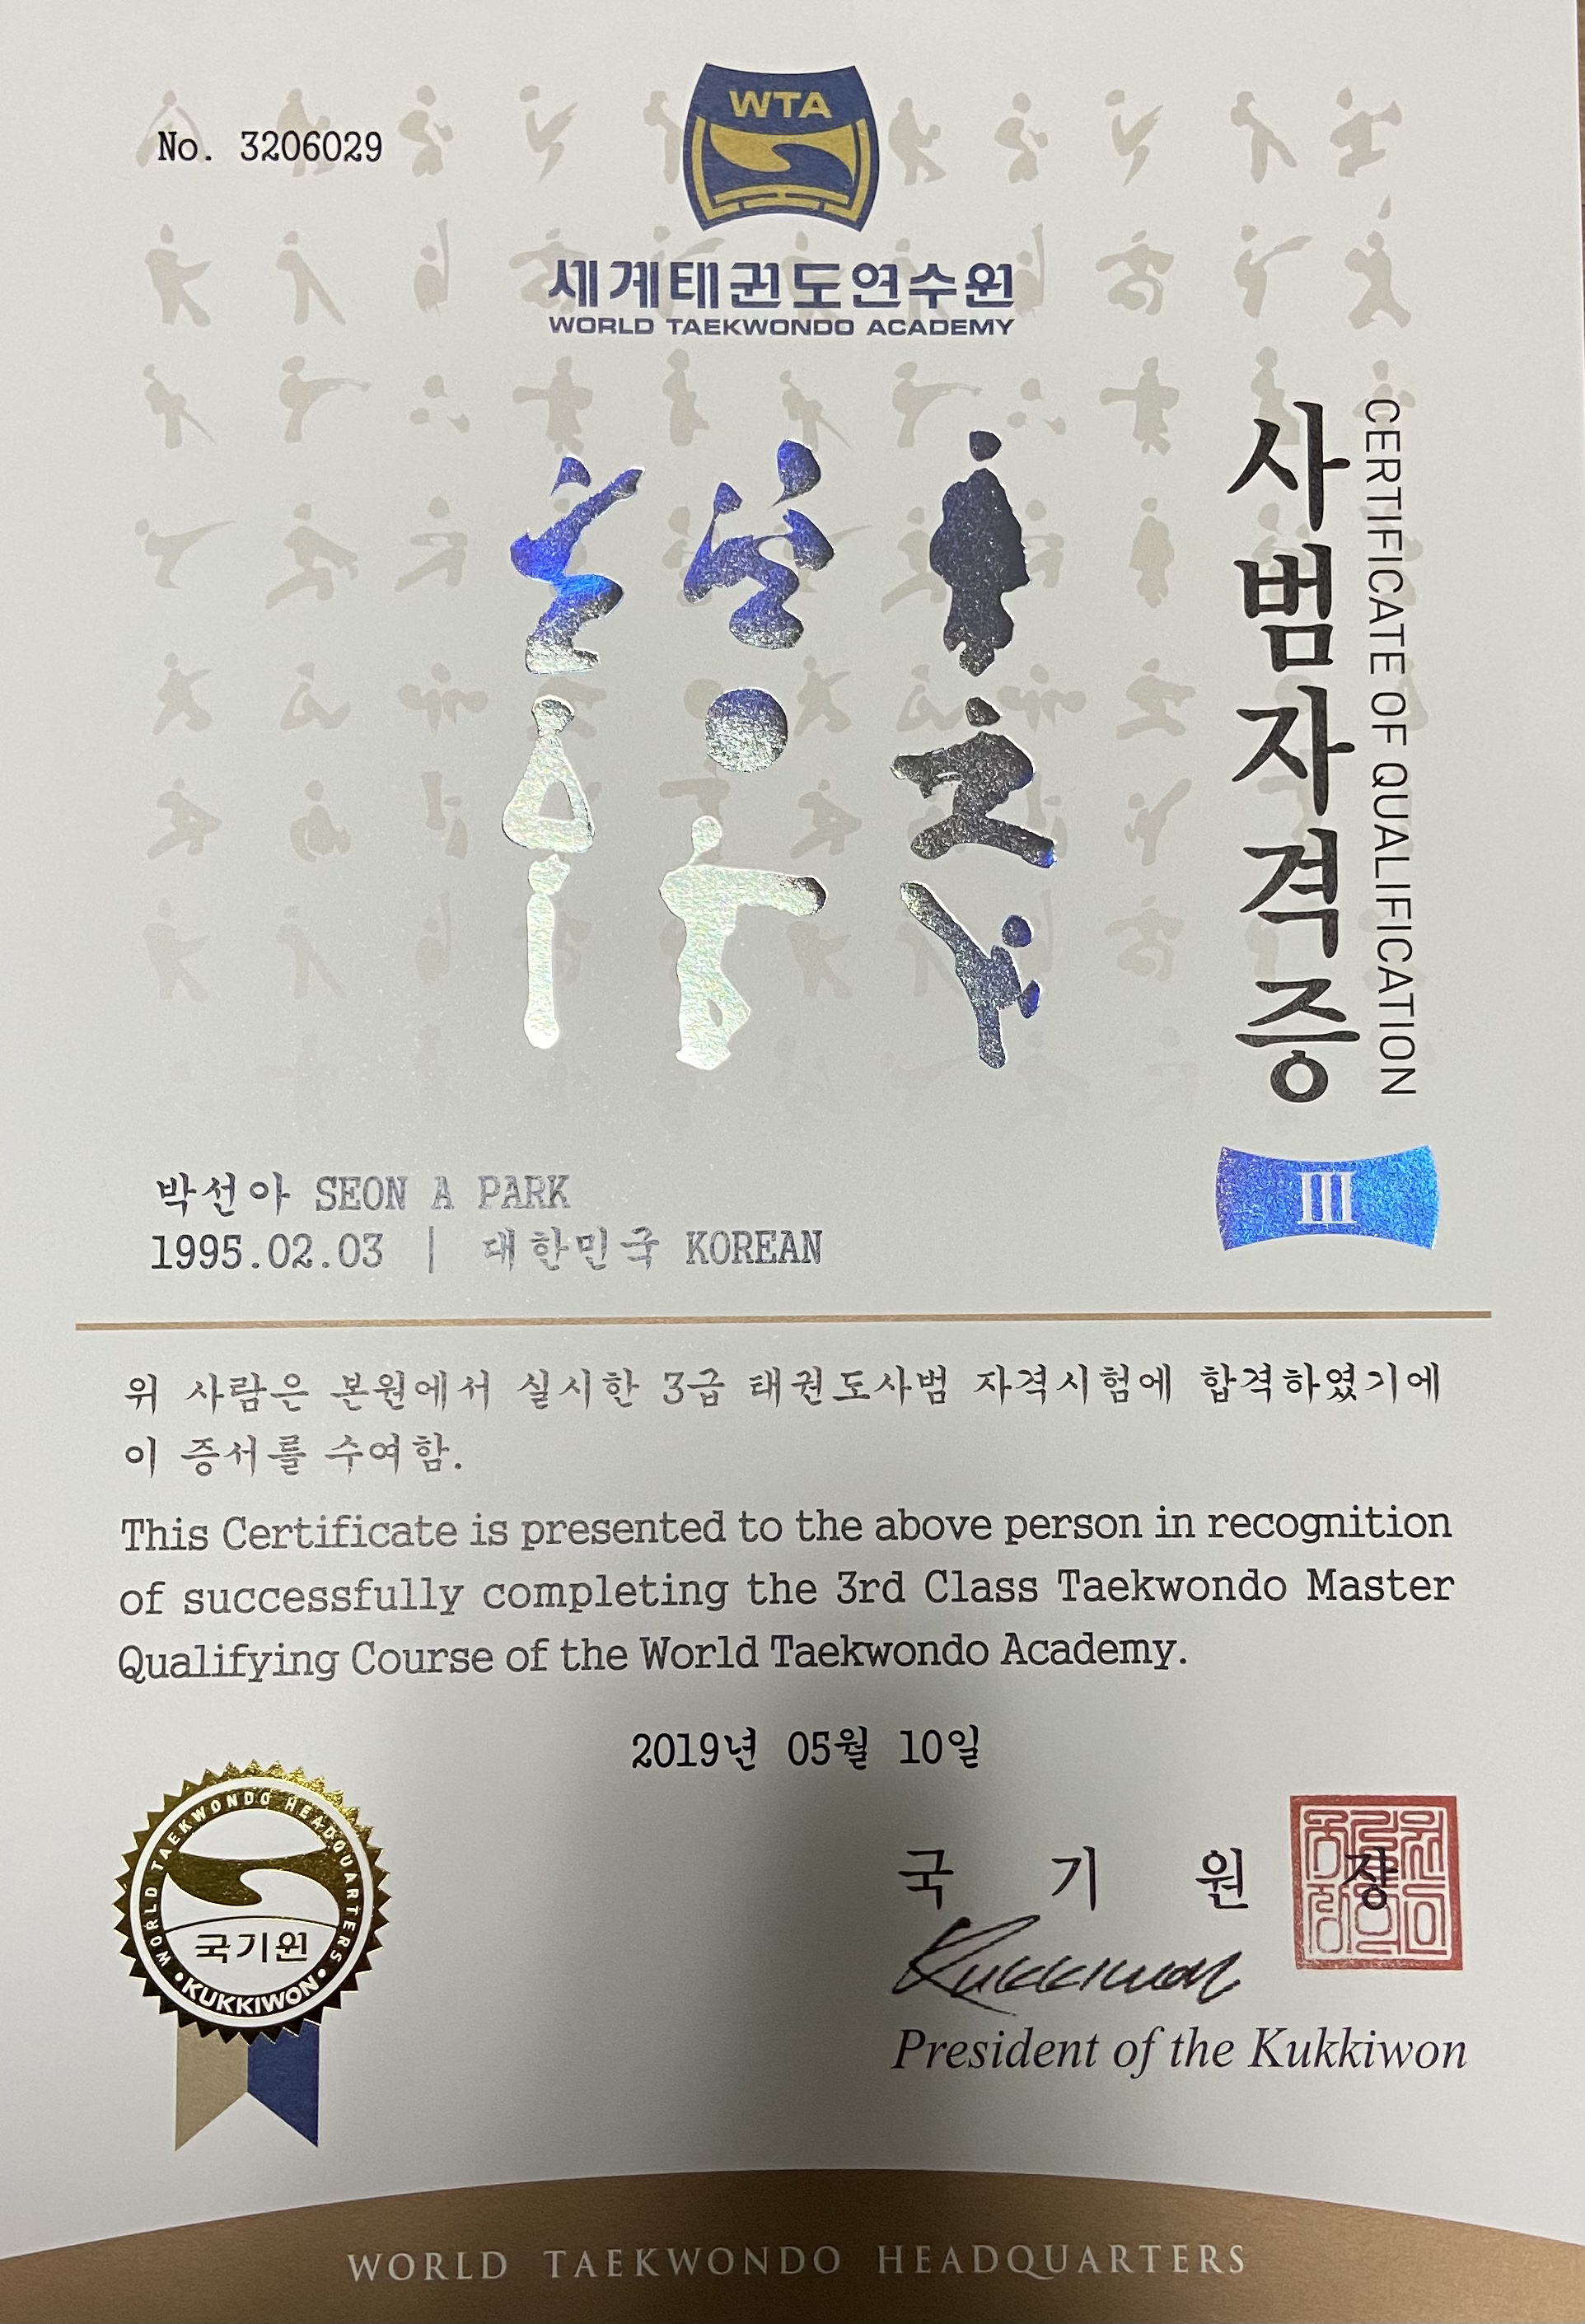 No. 3206029
WTA
세계태권도연수원
WORLD TAEKWONDO ACADEMY
사범자격증
CERTIFICATE OF QUALIFICATION
III
박선아 SEON A PARK
1995.02.03 | 대한민국 KOREAN
위 사람은 본원에서 실시한 3급 태권도사범 자격시험에 합격하였기에
이 증서를 수여함.
This Certificate is presented to the above person in recognition
of successfully completing the 3rd Class Taekwondo Master
Qualifying Course of the World Taekwondo Academy.
2019년 05월 10일
WORLD TAEKWONDO HEADQUARTERS
국기원
• KUKKIWON •
국 기 원 장
Kukkiwon
President of the Kukkiwon
WORLD TAEKWONDO HEADQUARTERS